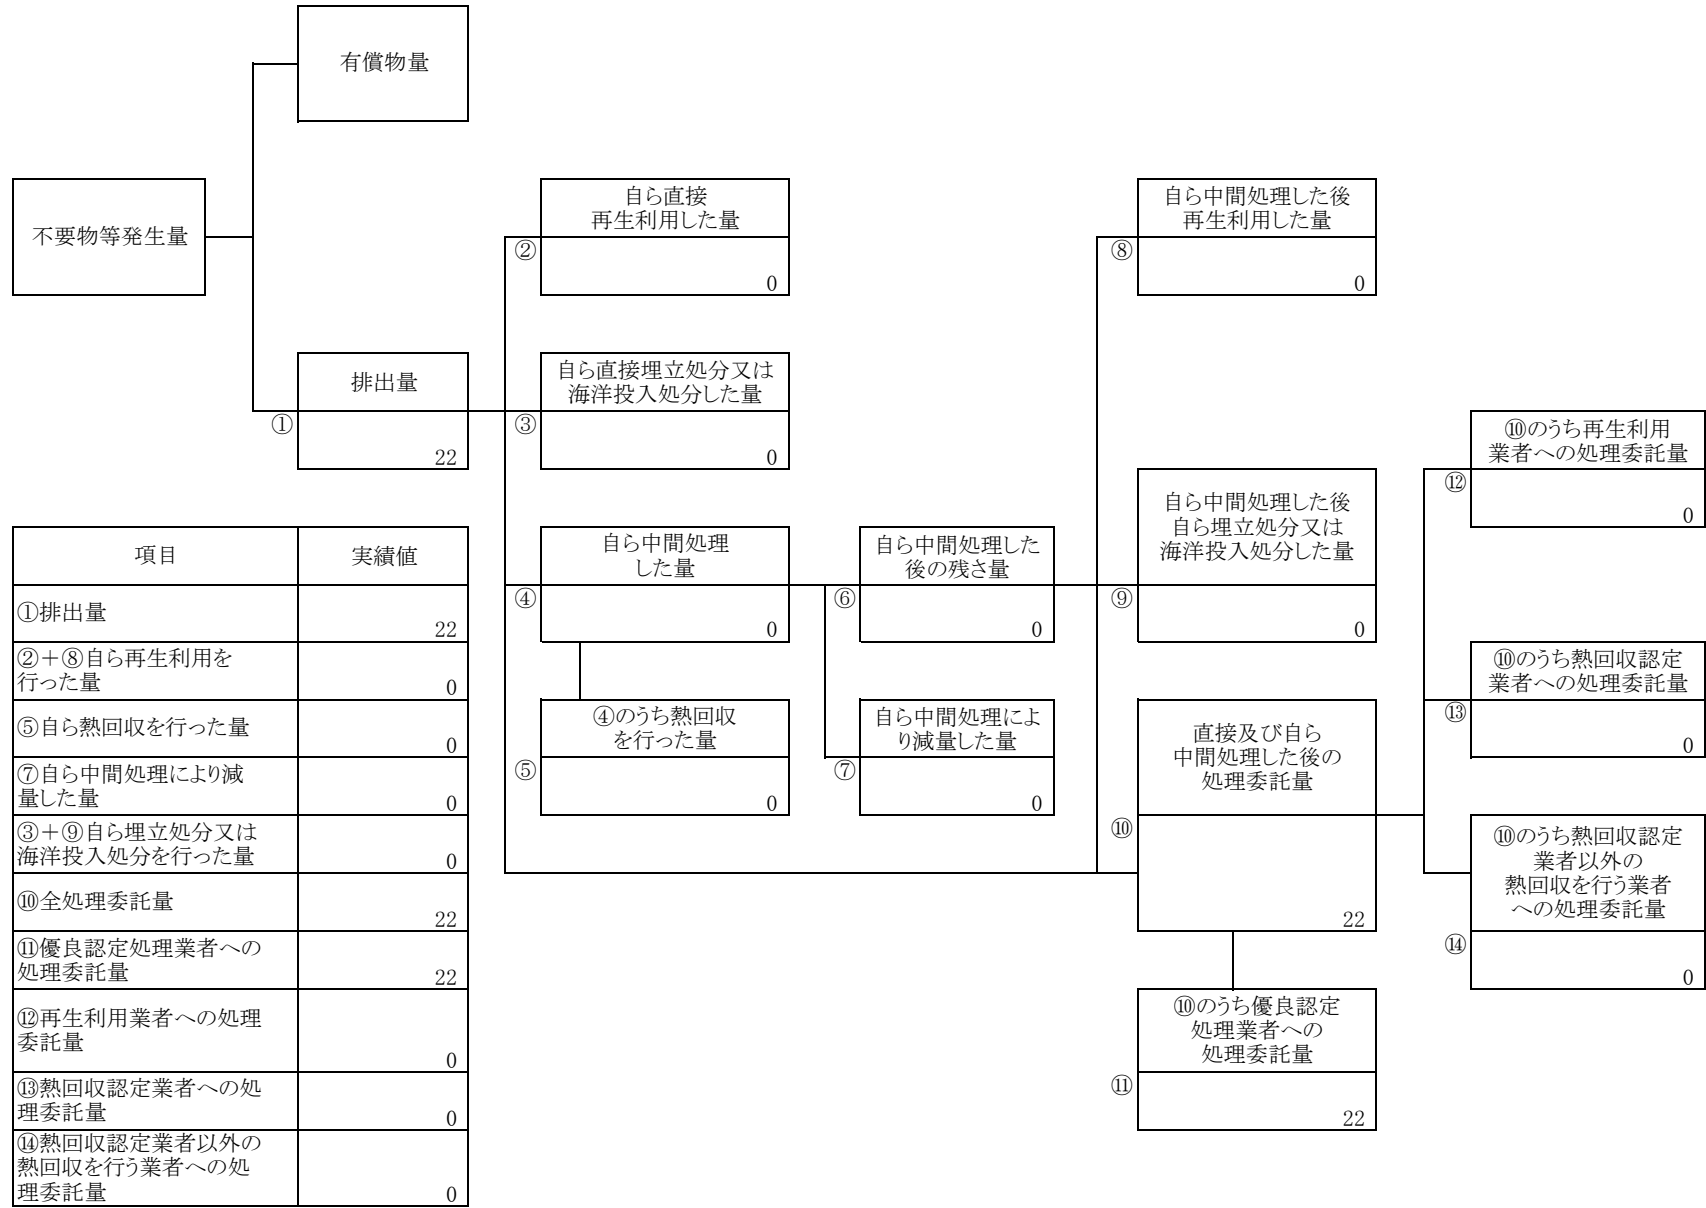 有償物量
不要物等発生量
自ら直接
再生利用した量
②
0
自ら中間処理した後
再生利用した量
⑧
0
排出量
①
22
自ら直接埋立処分又は
海洋投入処分した量
③
0
⑩のうち再生利用
業者への処理委託量
⑫
0
自ら中間処理
した量
④
0
自ら中間処理した
後の残さ量
⑥
0
自ら中間処理した後
自ら埋立処分又は
海洋投入処分した量
⑨
0
⑩のうち熱回収認定
業者への処理委託量
⑬
0
④のうち熱回収
を行った量
⑤
0
自ら中間処理によ
り減量した量
⑦
0
直接及び自ら
中間処理した後の
処理委託量
⑩
22
⑩のうち熱回収認定
業者以外の
熱回収を行う業者
への処理委託量
⑭
0
⑩のうち優良認定
処理業者への
処理委託量
⑪
22
項目 実績値
①排出量
22
②＋⑧自ら再生利用を
行った量
0
⑤自ら熱回収を行った量
0
⑦自ら中間処理により減
量した量
0
③＋⑨自ら埋立処分又は
海洋投入処分を行った量
0
⑩全処理委託量
22
⑪優良認定処理業者への
処理委託量
22
⑫再生利用業者への処理
委託量
0
⑬熱回収認定業者への処
理委託量
0
⑭熱回収認定業者以外の
熱回収を行う業者への処
理委託量
0